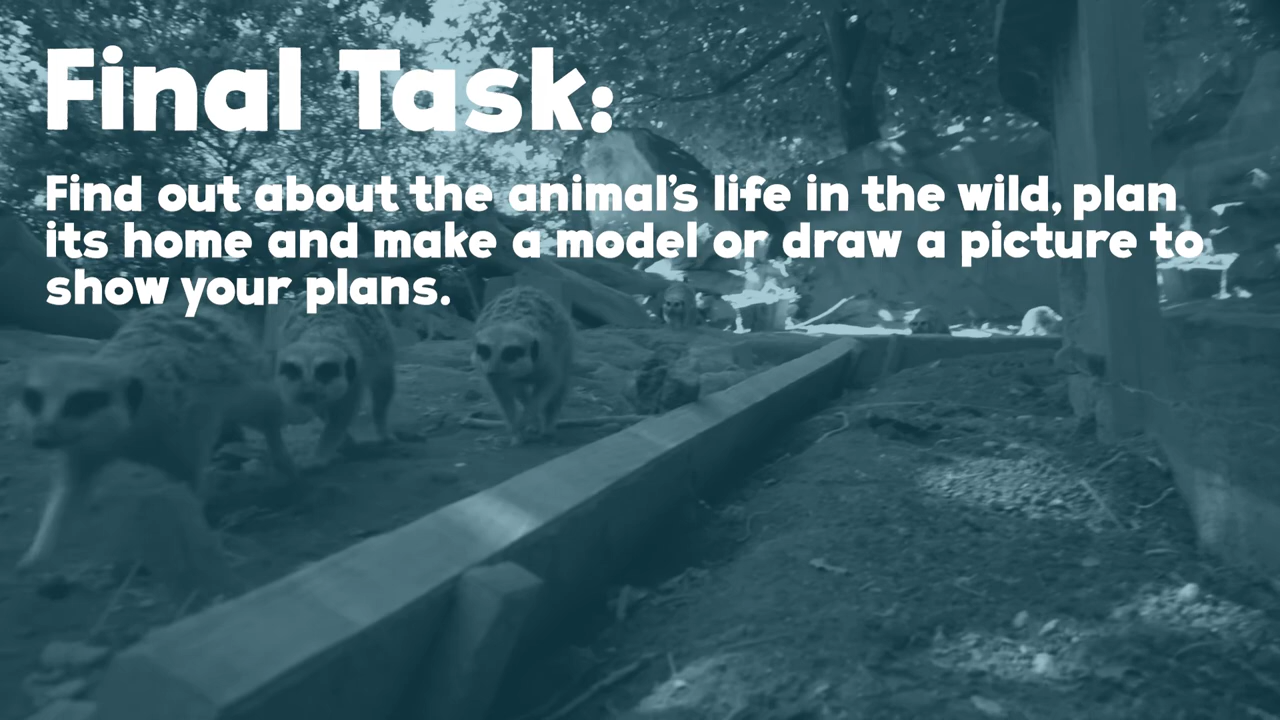 Final Task:
Find out about the animal’s life in the wild, plan
its home and make a model or draw a picture to
show your plans.